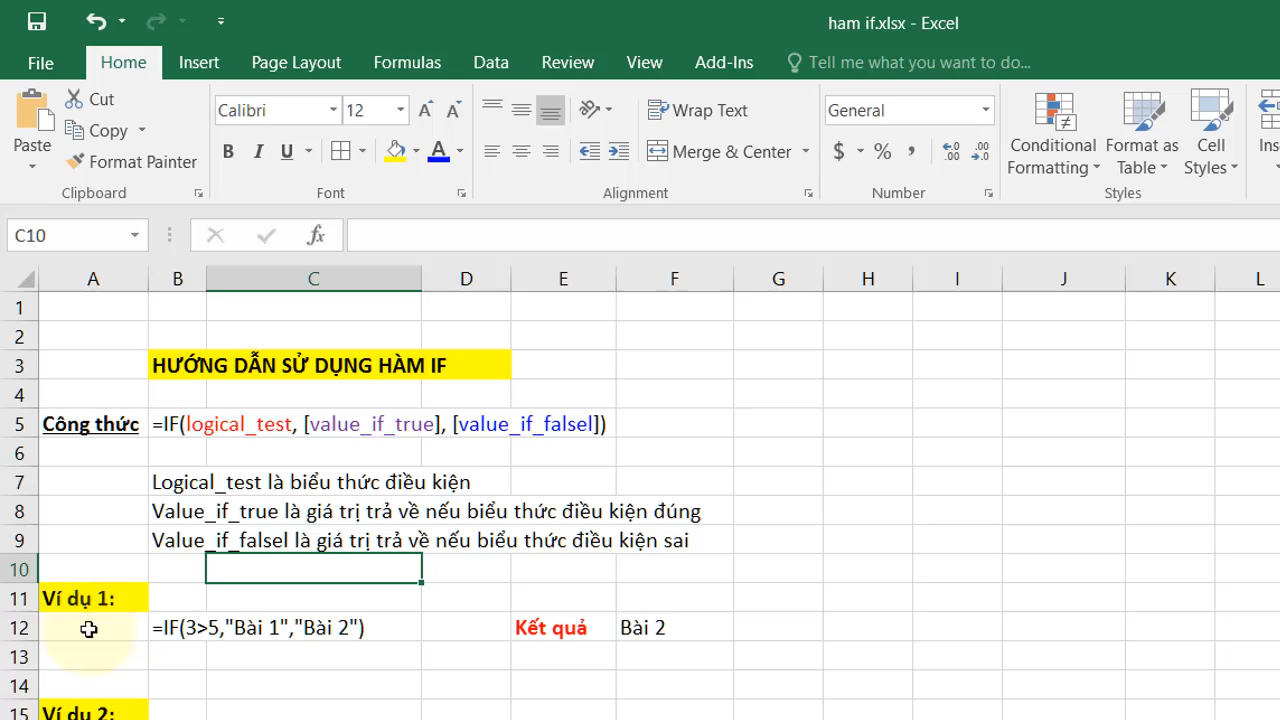 ham if.xlsx - Excel
File Home Insert Page Layout Formulas Data Review View Add-Ins Tell me what you want to do...
Paste
Cut
Copy
Format Painter
Clipboard
Calibri 12
B I U A
Font
Wrap Text
Merge & Center
Alignment
General
$ % ,
Number
Conditional Formatting
Format as Table
Cell Styles
Styles
C10 fx
A B C D E F G H I J K L
1
2
3 HƯỚNG DẪN SỬ DỤNG HÀM IF
4
5 Công thức =IF(logical_test, [value_if_true], [value_if_falsel])
6
7 Logical_test là biểu thức điều kiện
8 Value_if_true là giá trị trả về nếu biểu thức điều kiện đúng
9 Value_if_falsel là giá trị trả về nếu biểu thức điều kiện sai
10
11 Ví dụ 1:
12 =IF(3>5,"Bài 1","Bài 2") Kết quả Bài 2
13
14
15 Ví dụ 2: